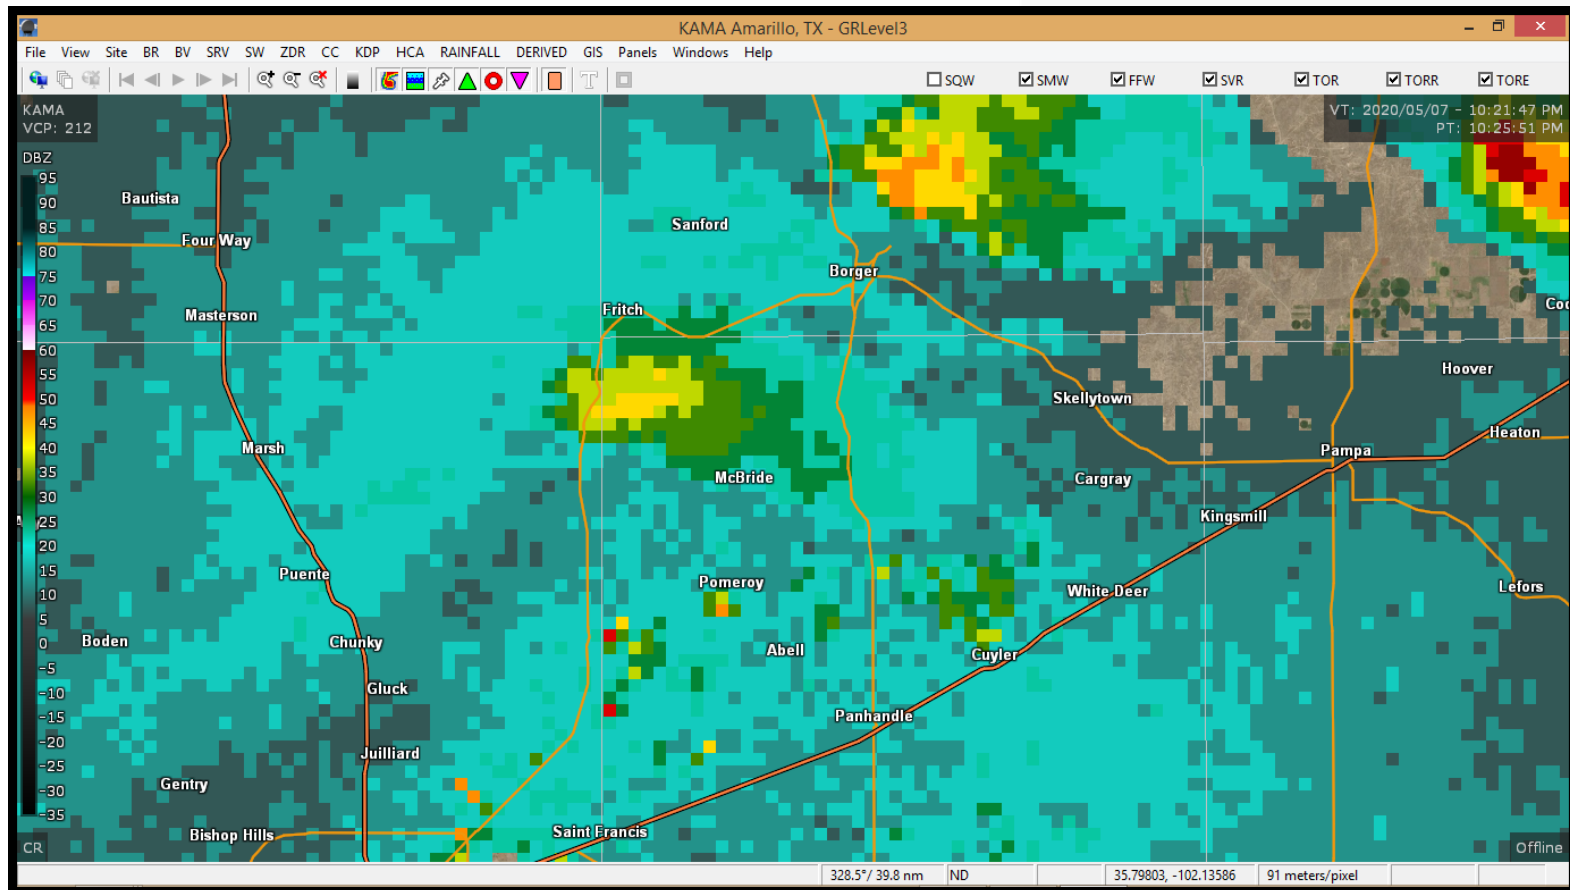 KAMA Amarillo, TX - GRLevel3
File View Site BR BV SRV SW ZDR CC KDP HCA RAINFALL DERIVED GIS Panels Windows Help
SQW SMW FFW SVR TOR TORR TORE
KAMA
VCP: 212
VT: 2020/05/07 - 10:21:47 PM
PT: 10:25:51 PM
DBZ
95
90
85
80
75
70
65
60
55
50
45
40
35
30
25
20
15
10
5
0
-5
-10
-15
-20
-25
-30
-35
CR
Bautista
Sanford
Four Way
Borger
Fritch
Masterson
Coo
Hoover
Skellytown
Heaton
Marsh
Pampa
McBride
Cargray
Kingsmill
Puente
Pomeroy
White Deer
Lefors
Boden
Chunky
Abell
Cuyler
Gluck
Panhandle
Juilliard
Gentry
Bishop Hills
Saint Francis
Offline
328.5°/ 39.8 nm
ND
35.79803, -102.13586
91 meters/pixel